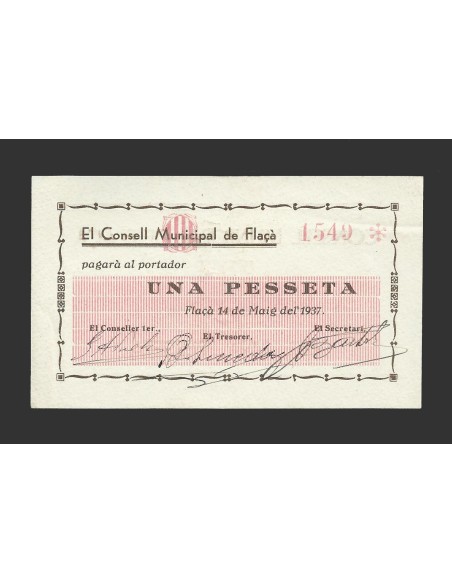 El Consell Municipal de Flaçà 1549 *
pagarà al portador
UNA PESSETA
Flaçà 14 de Maig del 1937.
El Conseller 1er., El Tresorer, El Secretari,